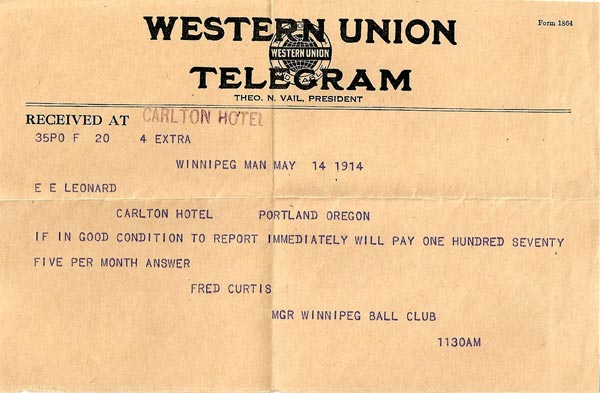 Form 1864
WESTERN UNION
WESTERN UNION
TELEGRAM
THEO. N. VAIL, PRESIDENT
RECEIVED AT CARLTON HOTEL
35PO F 20 4 EXTRA
WINNIPEG MAN MAY 14 1914
E E LEONARD
CARLTON HOTEL PORTLAND OREGON
IF IN GOOD CONDITION TO REPORT IMMEDIATELY WILL PAY ONE HUNDRED SEVENTY
FIVE PER MONTH ANSWER
FRED CURTIS
MGR WINNIPEG BALL CLUB
1130AM